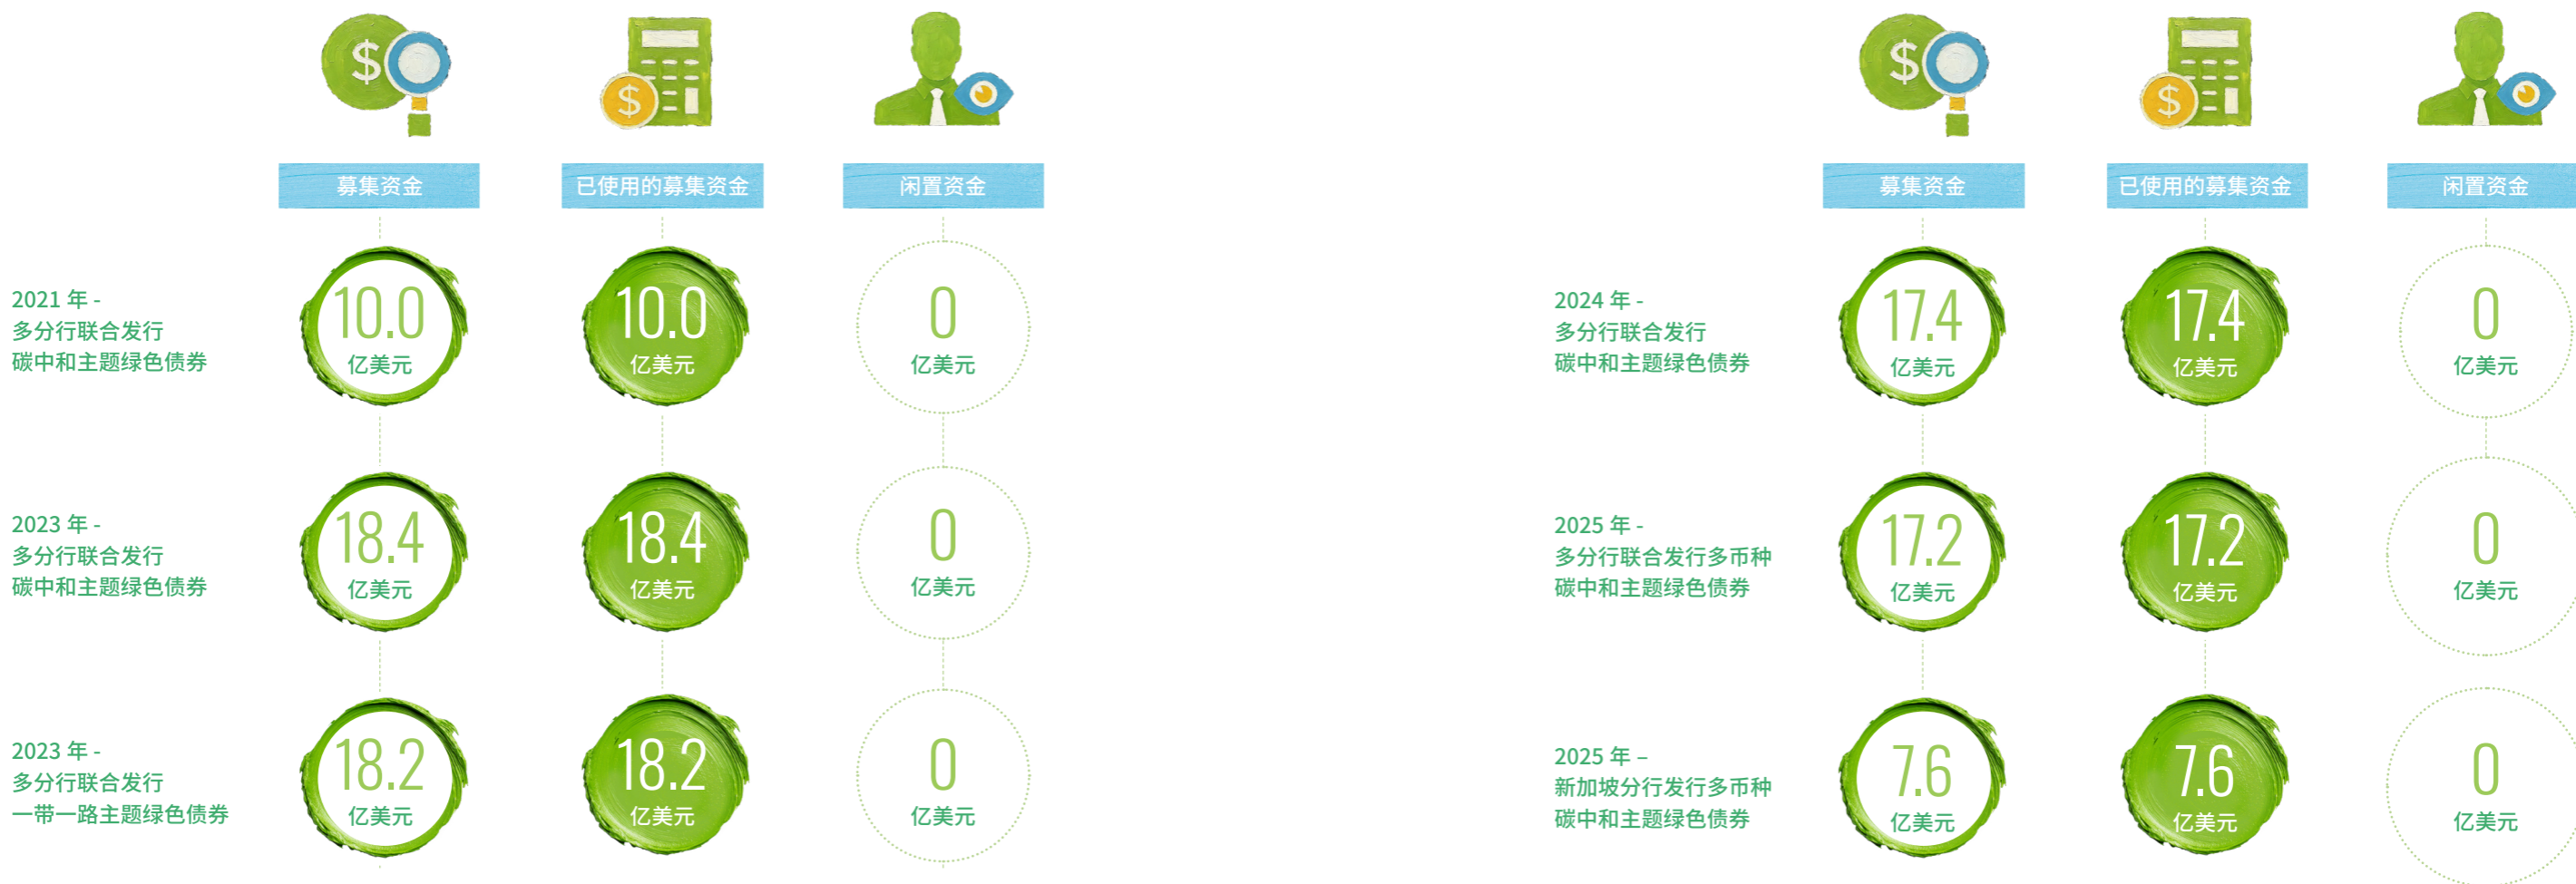 募集资金
已使用的募集资金
闲置资金
2021 年 -
多分行联合发行
碳中和主题绿色债券
10.0
亿美元
10.0
亿美元
0
亿美元
2023 年 -
多分行联合发行
碳中和主题绿色债券
18.4
亿美元
18.4
亿美元
0
亿美元
2023 年 -
多分行联合发行
一带一路主题绿色债券
18.2
亿美元
18.2
亿美元
0
亿美元
募集资金
已使用的募集资金
闲置资金
2024 年 -
多分行联合发行
碳中和主题绿色债券
17.4
亿美元
17.4
亿美元
0
亿美元
2025 年 -
多分行联合发行多币种
碳中和主题绿色债券
17.2
亿美元
17.2
亿美元
0
亿美元
2025 年 –
新加坡分行发行多币种
碳中和主题绿色债券
7.6
亿美元
7.6
亿美元
0
亿美元